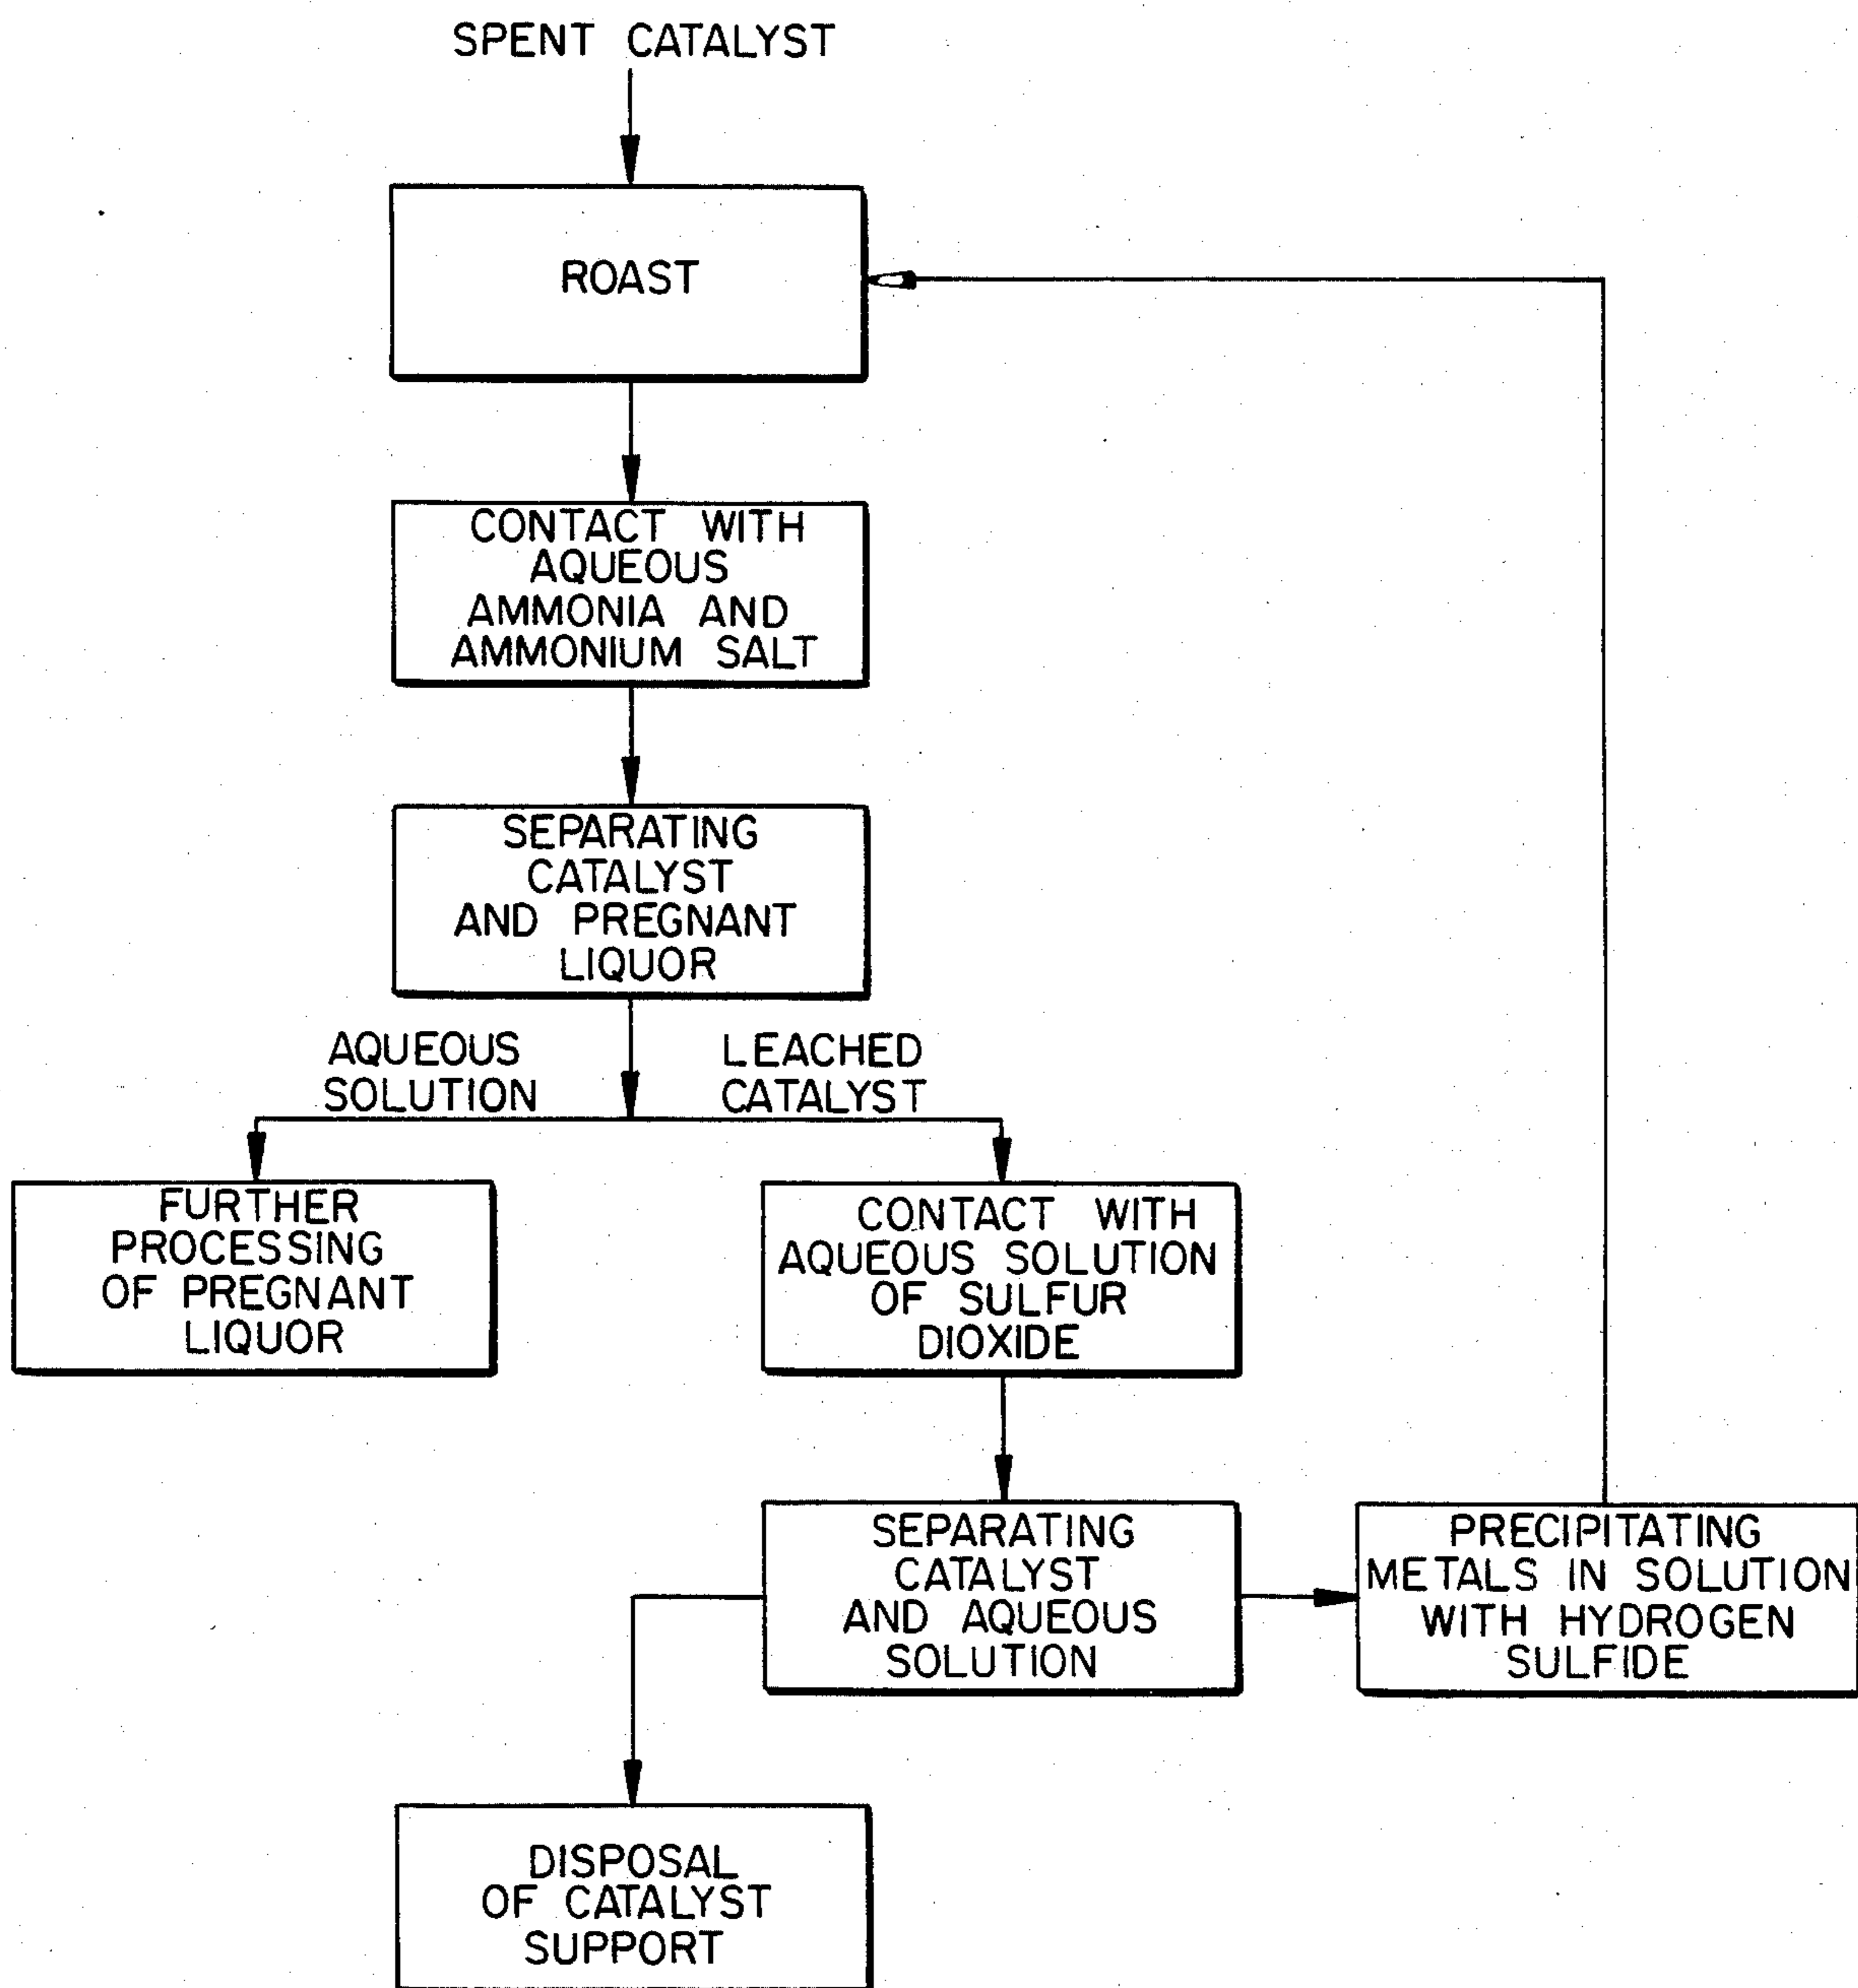 SPENT CATALYST
ROAST
CONTACT WITH
AQUEOUS
AMMONIA AND
AMMONIUM SALT
SEPARATING
CATALYST
AND PREGNANT
LIQUOR
AQUEOUS
SOLUTION
LEACHED
CATALYST
FURTHER
PROCESSING
OF PREGNANT
LIQUOR
CONTACT WITH
AQUEOUS SOLUTION
OF SULFUR
DIOXIDE
SEPARATING
CATALYST
AND AQUEOUS
SOLUTION
PRECIPITATING
METALS IN SOLUTION
WITH HYDROGEN
SULFIDE
DISPOSAL
OF CATALYST
SUPPORT